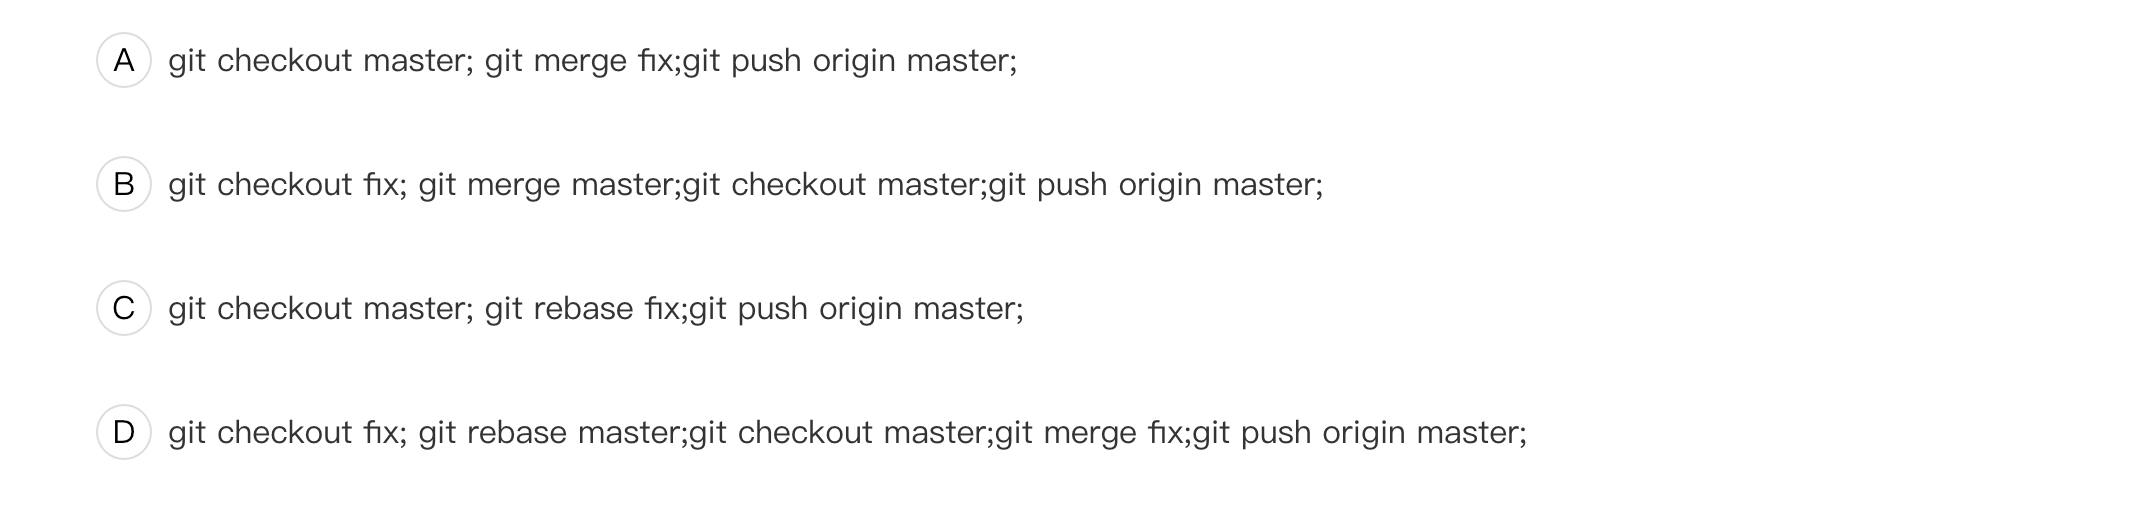 A git checkout master; git merge fix;git push origin master;
B git checkout fix; git merge master;git checkout master;git push origin master;
C git checkout master; git rebase fix;git push origin master;
D git checkout fix; git rebase master;git checkout master;git merge fix;git push origin master;